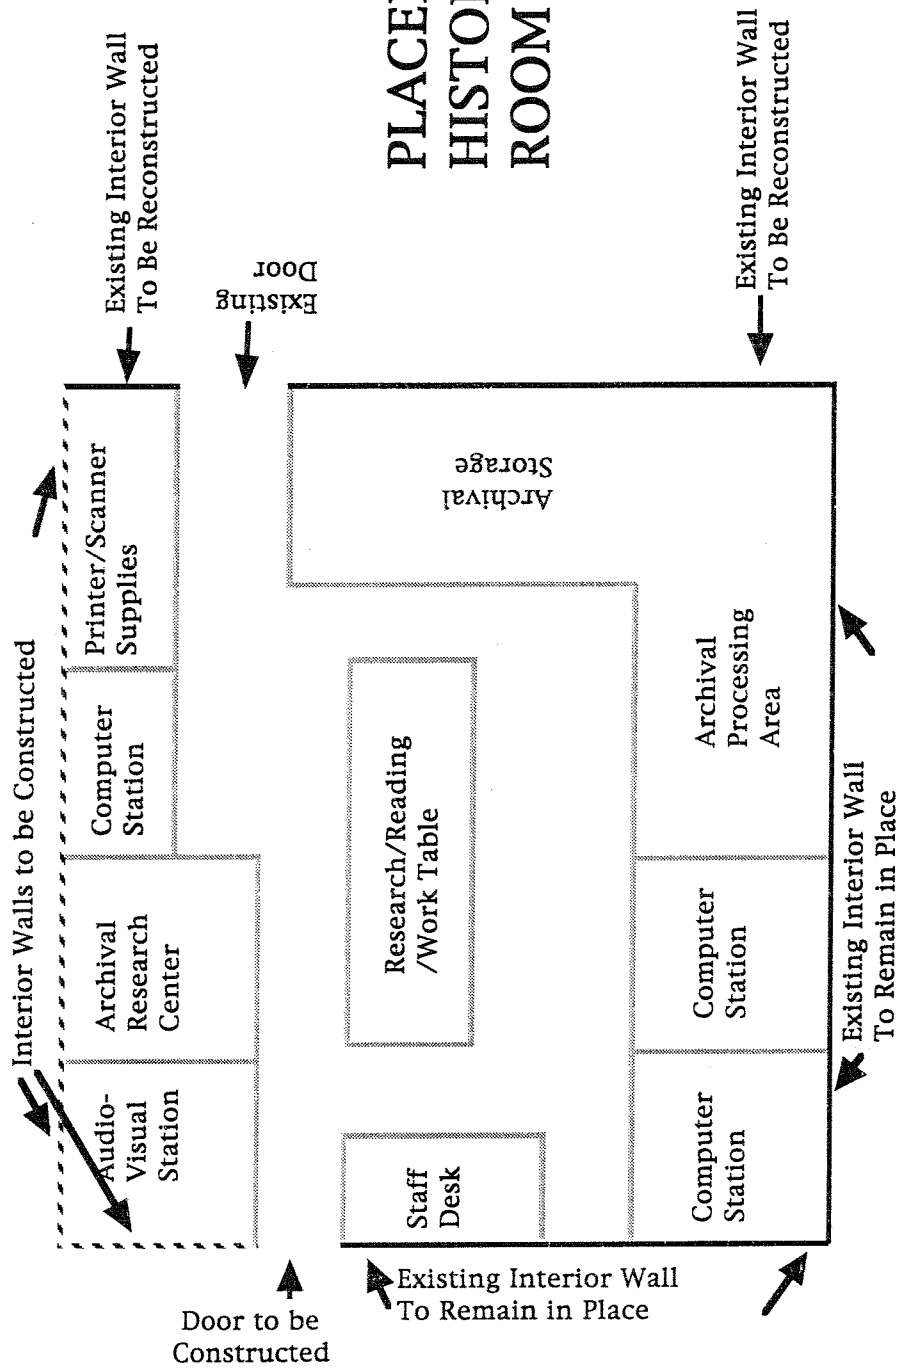 PLACE
HISTO
ROOM
Interior Walls to be Constructed
Existing Interior Wall
To Be Reconstructed
Existing
Door
Existing Interior Wall
To Be Reconstructed
Audio-
Visual
Station
Archival
Research
Center
Computer
Station
Printer/Scanner
Supplies
Staff
Desk
Research/Reading
/Work Table
Archival
Storage
Computer
Station
Computer
Station
Archival
Processing
Area
Existing Interior Wall
To Remain in Place
Door to be
Constructed
Existing Interior Wall
To Remain in Place